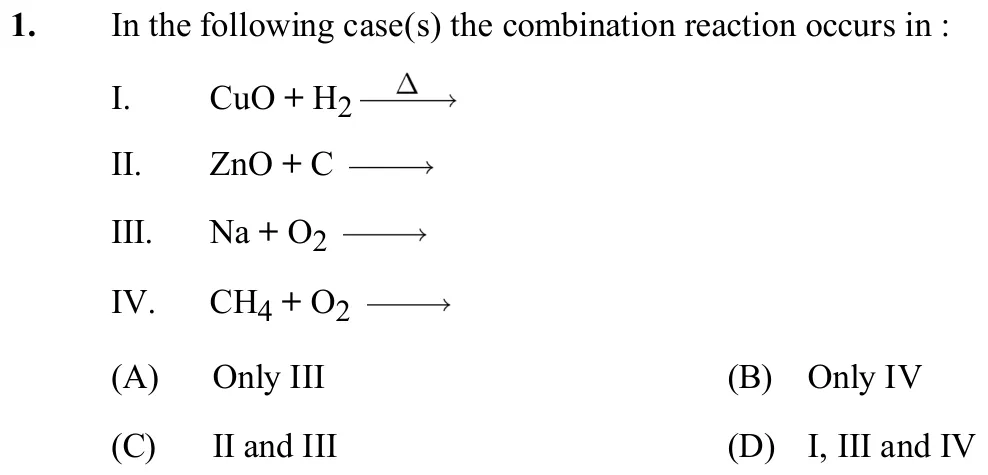 1. In the following case(s) the combination reaction occurs in :
I. CuO + H₂ —Δ→
II. ZnO + C ⟶
III. Na + O₂ ⟶
IV. CH₄ + O₂ ⟶
(A) Only III (B) Only IV
(C) II and III (D) I, III and IV